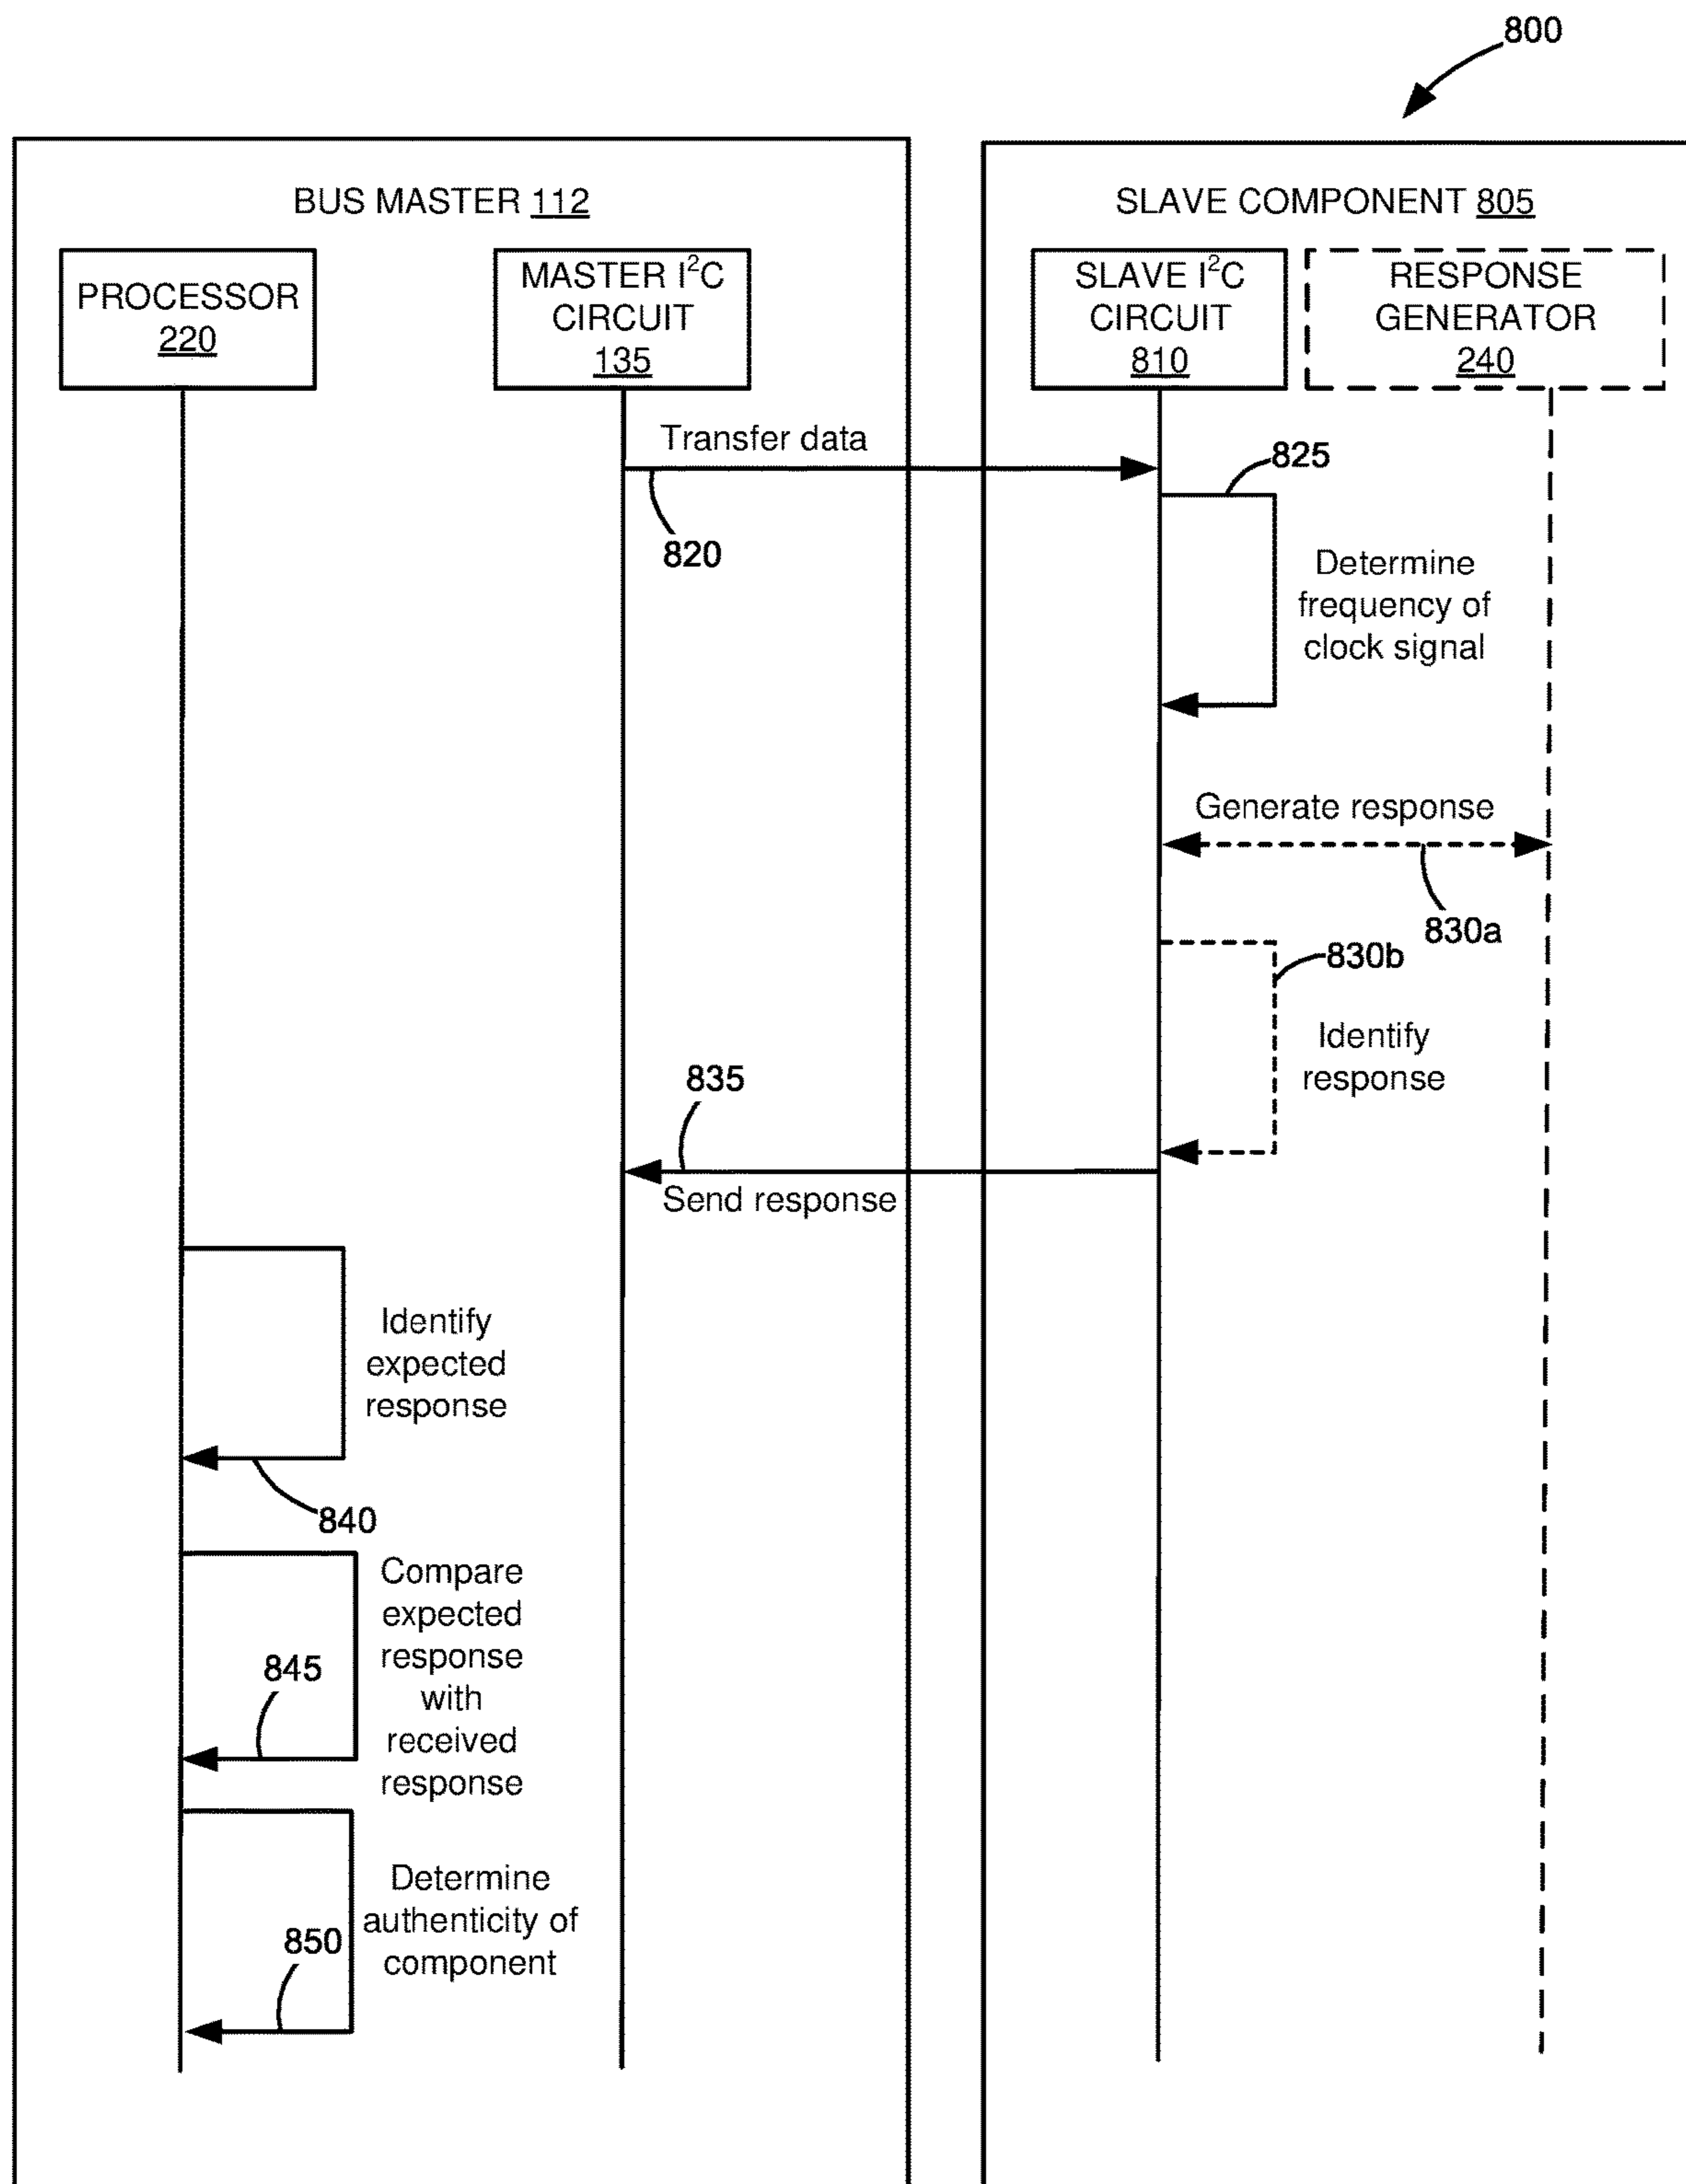 800
BUS MASTER 112
SLAVE COMPONENT 805
PROCESSOR
220
MASTER I²C
CIRCUIT
135
SLAVE I²C
CIRCUIT
810
RESPONSE
GENERATOR
240
Transfer data
820
825
Determine
frequency of
clock signal
Generate response
830a
830b
Identify
response
835
Send response
Identify
expected
response
840
Compare
expected
response
with
received
response
845
Determine
authenticity of
component
850